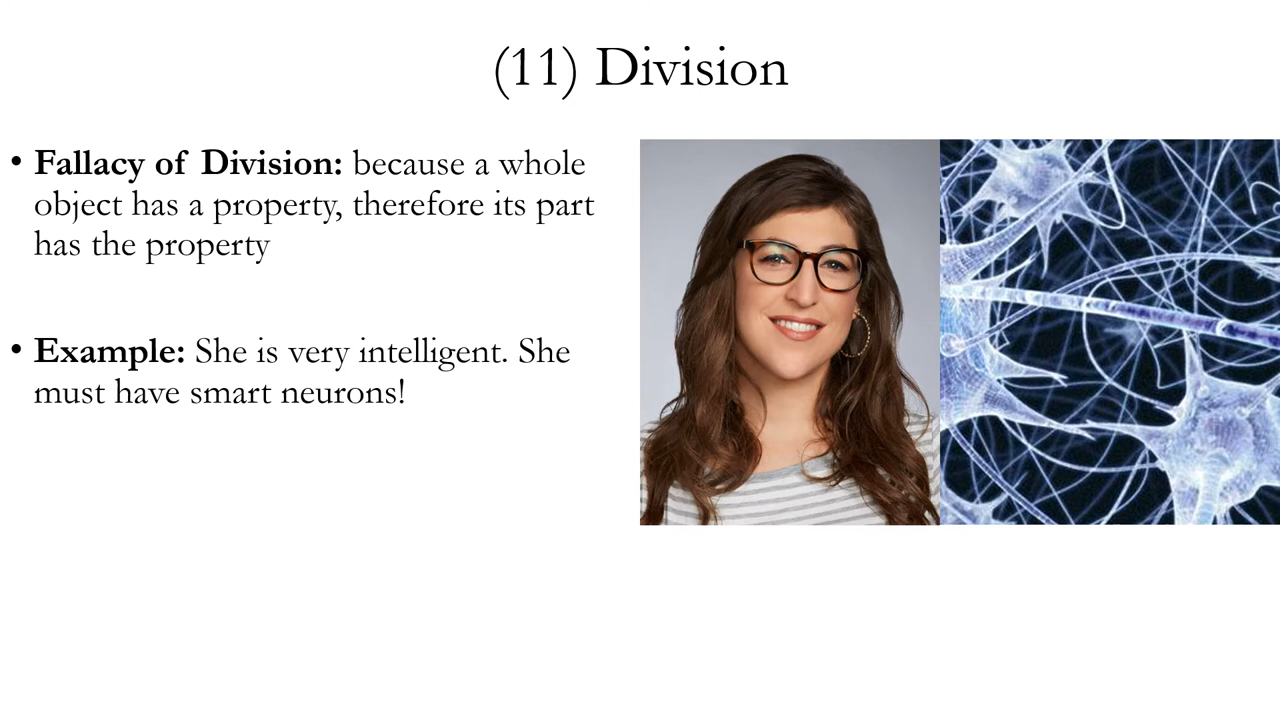 (11) Division
• Fallacy of Division: because a whole
object has a property, therefore its part
has the property
• Example: She is very intelligent. She
must have smart neurons!